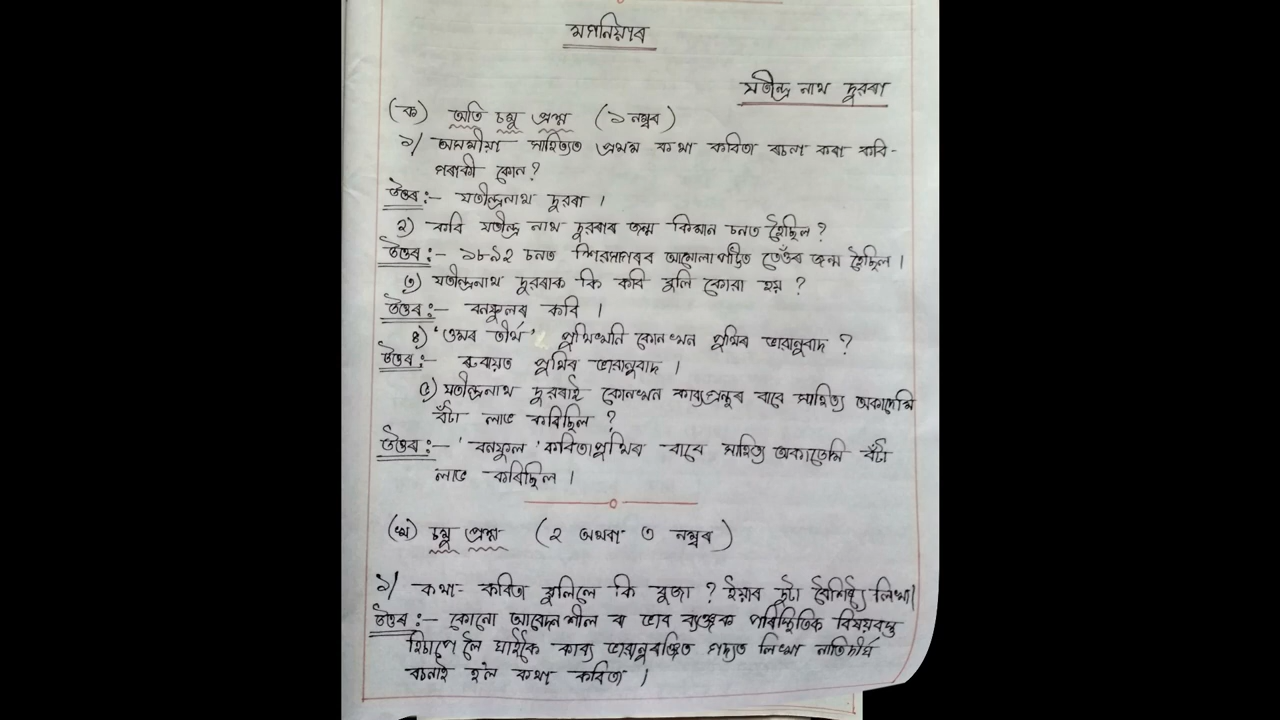 মপনিয়াৰ
যতীন্দ্ৰ নাথ দুৱৰা
(ক) অতি চমু প্ৰশ্ন (১ নম্বৰ)
১/ অসমীয়া সাহিত্যত প্ৰথম কথা কবিতা ৰচনা কৰা কবি-
গৰাকী কোন?
উত্তৰ:- যতীন্দ্ৰনাথ দুৱৰা ।
২) কবি যতীন্দ্ৰ নাথ দুৱৰাৰ জন্ম কিমান চনত হৈছিল?
উত্তৰ:- ১৮৯২ চনত শিৱসাগৰৰ আমোলাপট্টিত তেওঁৰ জন্ম হৈছিল ।
৩) যতীন্দ্ৰনাথ দুৱৰাক কি কবি বুলি কোৱা হয়?
উত্তৰ:- বনফুলৰ কবি ।
৪) 'ওমৰ তীৰ্থ' পুথিখনি কোনখন পুথিৰ ভাৱানুবাদ?
উত্তৰ:- ৰুবায়ত পুথিৰ ভাৱানুবাদ ।
৫) যতীন্দ্ৰনাথ দুৱৰাই কোনখন কাব্যগ্ৰন্থৰ বাবে সাহিত্য অকাদেমি
বঁটা লাভ কৰিছিল?
উত্তৰ:- 'বনফুল' কবিতাপুথিৰ বাবে সাহিত্য অকাডেমি বঁটা
লাভ কৰিছিল ।
(খ) চমু প্ৰশ্ন (২ অথবা ৩ নম্বৰ)
১/ কথা- কবিতা বুলিলে কি বুজা? ইয়াৰ দুটা বৈশিষ্ট্য লিখা।
উত্তৰ:- কোনো আবেদনশীল বা ভাব ব্যঞ্জক পৰিস্থিতিক বিষয়বস্তু
হিচাপে লৈ ঘাইকৈ কাব্য ভাৱানুৰঞ্জিত গদ্যত লিখা নাতিদীৰ্ঘ
ৰচনাই হ'ল কথা কবিতা ।